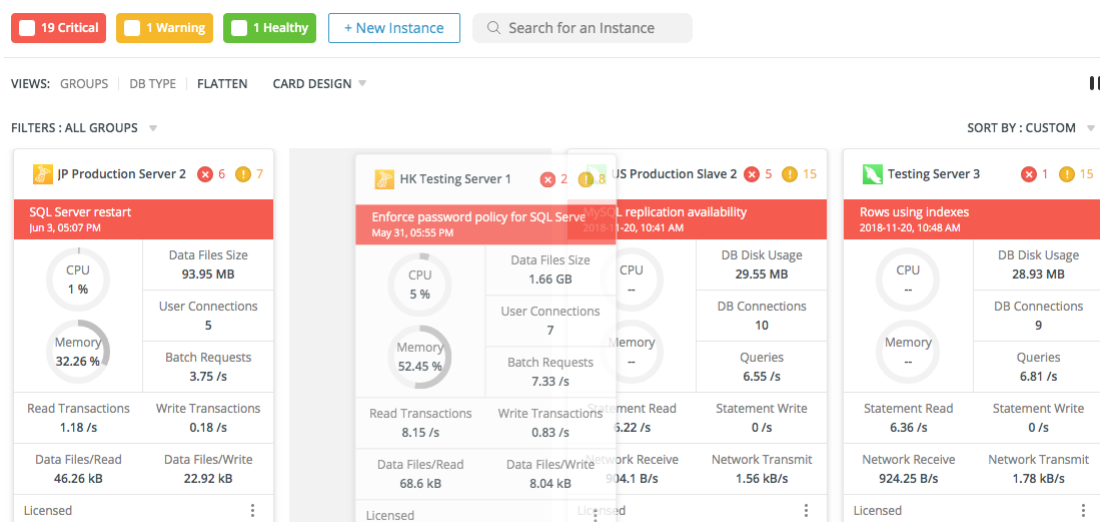 19 Critical
1 Warning
1 Healthy
+ New Instance
Search for an Instance
VIEWS: GROUPS DB TYPE FLATTEN CARD DESIGN
FILTERS : ALL GROUPS
SORT BY : CUSTOM
JP Production Server 2 6 7
SQL Server restart
Jun 3, 05:07 PM
CPU
1 %
Data Files Size
93.95 MB
User Connections
5
Memory
32.26 %
Batch Requests
3.75 /s
Read Transactions
1.18 /s
Write Transactions
0.18 /s
Data Files/Read
46.26 kB
Data Files/Write
22.92 kB
Licensed
HK Testing Server 1 2 8
Enforce password policy for SQL Serve
May 31, 05:55 PM
CPU
5 %
Data Files Size
1.66 GB
User Connections
7
Memory
52.45 %
Batch Requests
7.33 /s
Read Transactions
8.15 /s
Write Transactions
0.83 /s
Data Files/Read
68.6 kB
Data Files/Write
8.04 kB
Licensed
US Production Slave 2 5 15
MySQL replication availability
2018-11-20, 10:41 AM
CPU
--
DB Disk Usage
29.55 MB
DB Connections
10
Memory
--
Queries
6.55 /s
Statement Read
6.22 /s
Statement Write
0 /s
Network Receive
904.1 B/s
Network Transmit
1.56 kB/s
Licensed
Testing Server 3 1 15
Rows using indexes
2018-11-20, 10:48 AM
CPU
--
DB Disk Usage
28.93 MB
DB Connections
9
Memory
--
Queries
6.81 /s
Statement Read
6.36 /s
Statement Write
0 /s
Network Receive
924.25 B/s
Network Transmit
1.78 kB/s
Licensed